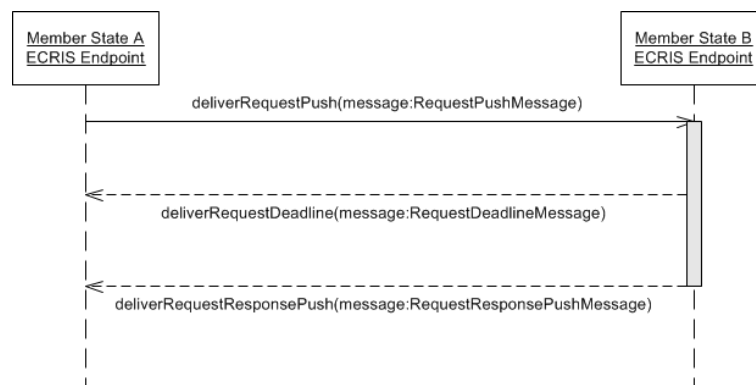 Member State A
ECRIS Endpoint
Member State B
ECRIS Endpoint
deliverRequestPush(message:RequestPushMessage)
deliverRequestDeadline(message:RequestDeadlineMessage)
deliverRequestResponsePush(message:RequestResponsePushMessage)